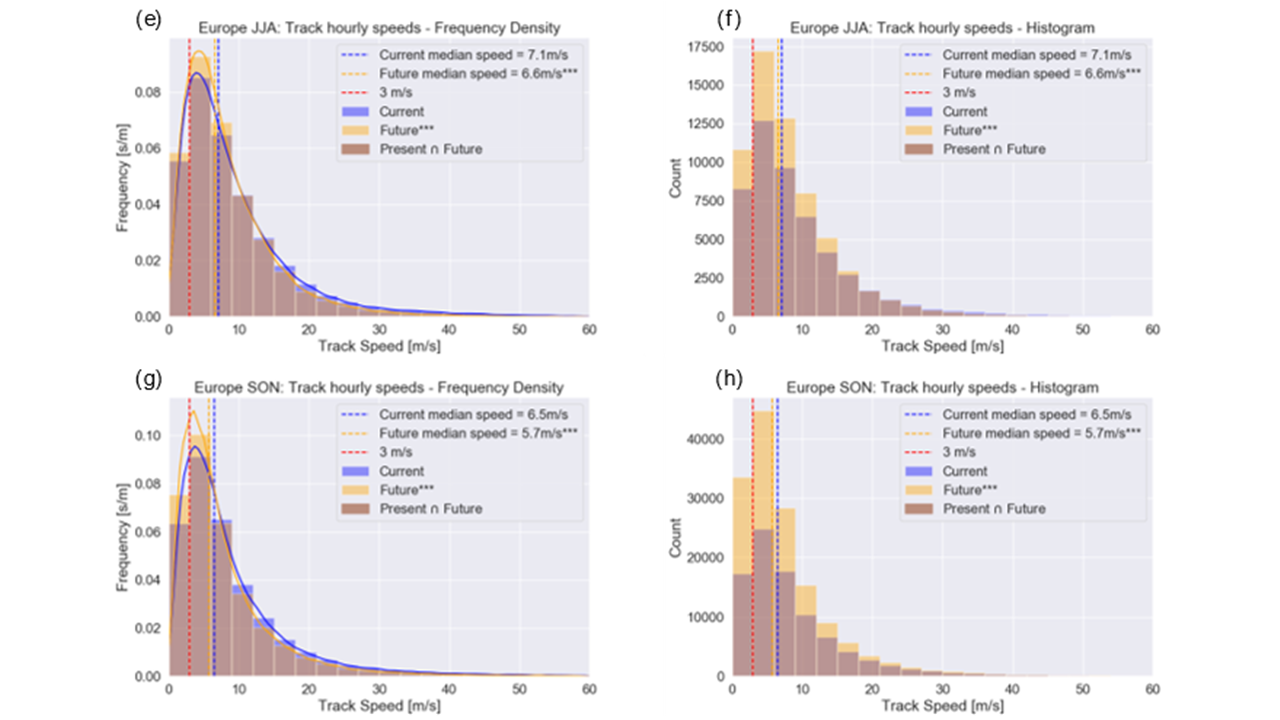 (e)
Europe JJA: Track hourly speeds - Frequency Density
Current median speed = 7.1m/s
Future median speed = 6.6m/s***
3 m/s
Current
Future***
Present ∩ Future
Frequency [s/m]
0.08
0.06
0.04
0.02
0.00
0 10 20 30 40 50 60
Track Speed [m/s]
(f)
Europe JJA: Track hourly speeds - Histogram
Current median speed = 7.1m/s
Future median speed = 6.6m/s***
3 m/s
Current
Future***
Present ∩ Future
Count
17500
15000
12500
10000
7500
5000
2500
0
0 10 20 30 40 50 60
Track Speed [m/s]
(g)
Europe SON: Track hourly speeds - Frequency Density
Current median speed = 6.5m/s
Future median speed = 5.7m/s***
3 m/s
Current
Future***
Present ∩ Future
Frequency [s/m]
0.10
0.08
0.06
0.04
0.02
0.00
0 10 20 30 40 50 60
Track Speed [m/s]
(h)
Europe SON: Track hourly speeds - Histogram
Current median speed = 6.5m/s
Future median speed = 5.7m/s***
3 m/s
Current
Future***
Present ∩ Future
Count
40000
30000
20000
10000
0
0 10 20 30 40 50 60
Track Speed [m/s]